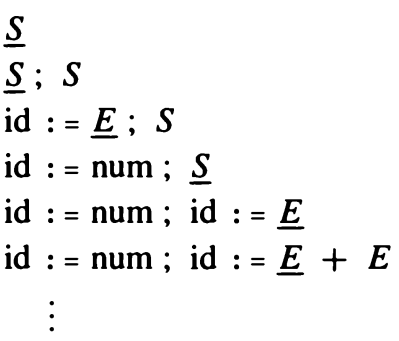 S
S ; S
id := E ; S
id := num ; S
id := num ; id := E
id := num ; id := E + E
⋮